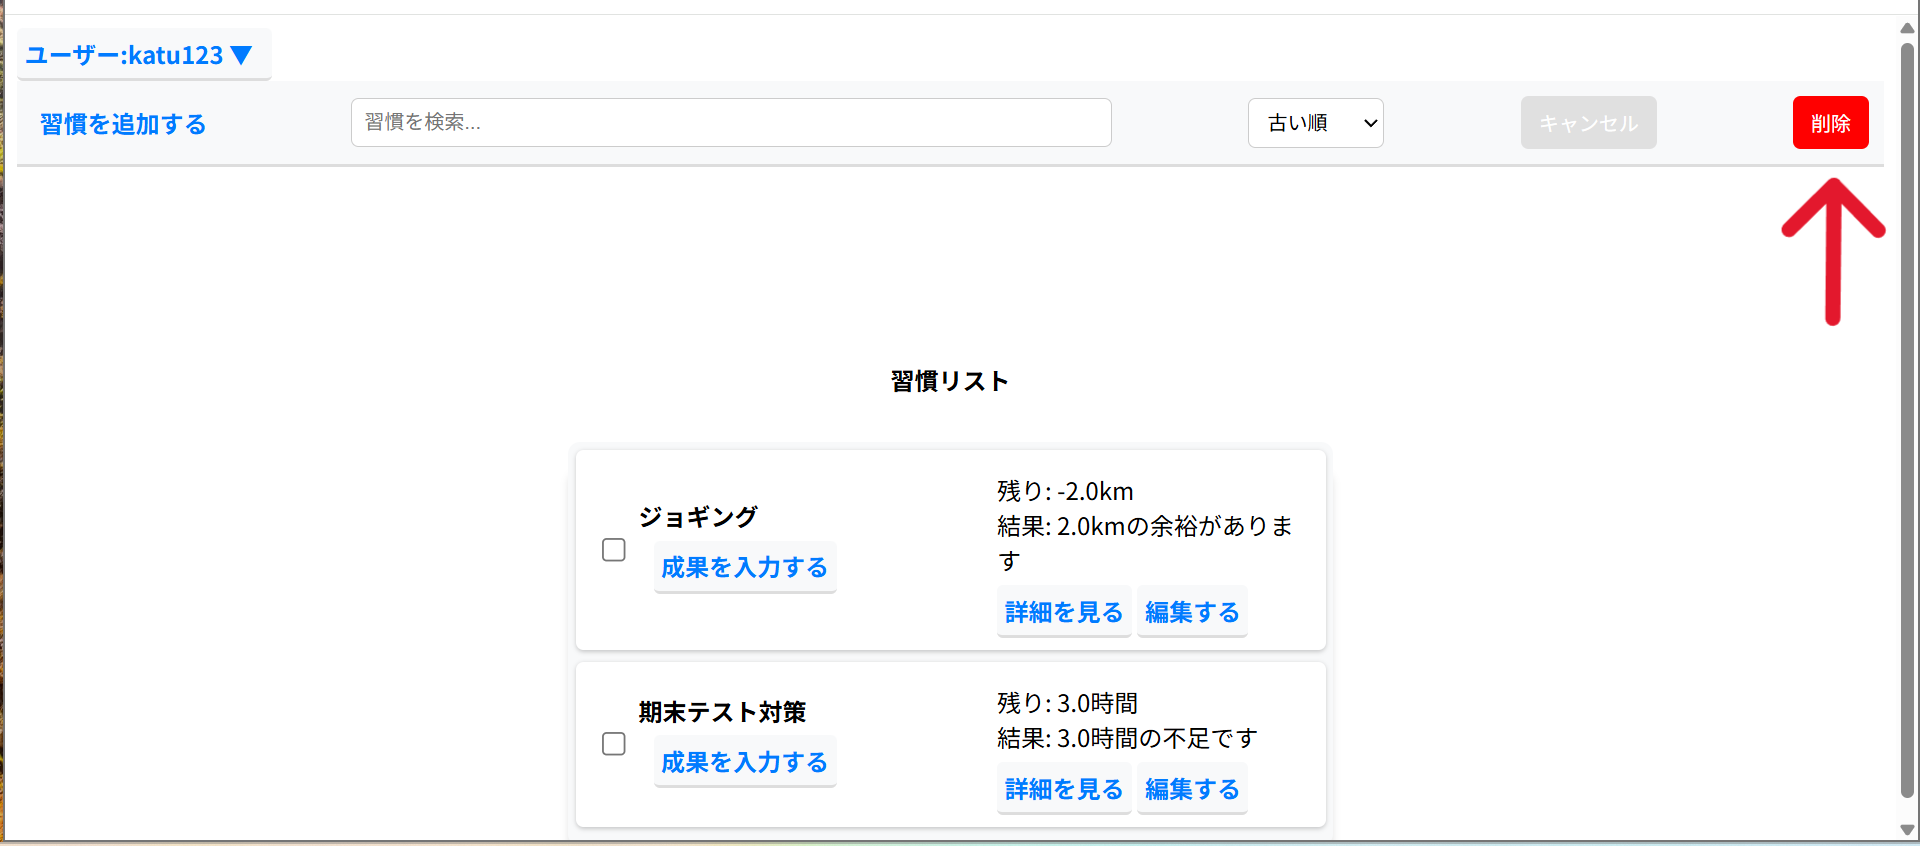 ユーザー:katu123 ▼
習慣を追加する
習慣を検索...
古い順
キャンセル
削除
習慣リスト
ジョギング
成果を入力する
残り: -2.0km
結果: 2.0kmの余裕がありま
す
詳細を見る 編集する
期末テスト対策
成果を入力する
残り: 3.0時間
結果: 3.0時間の不足です
詳細を見る 編集する